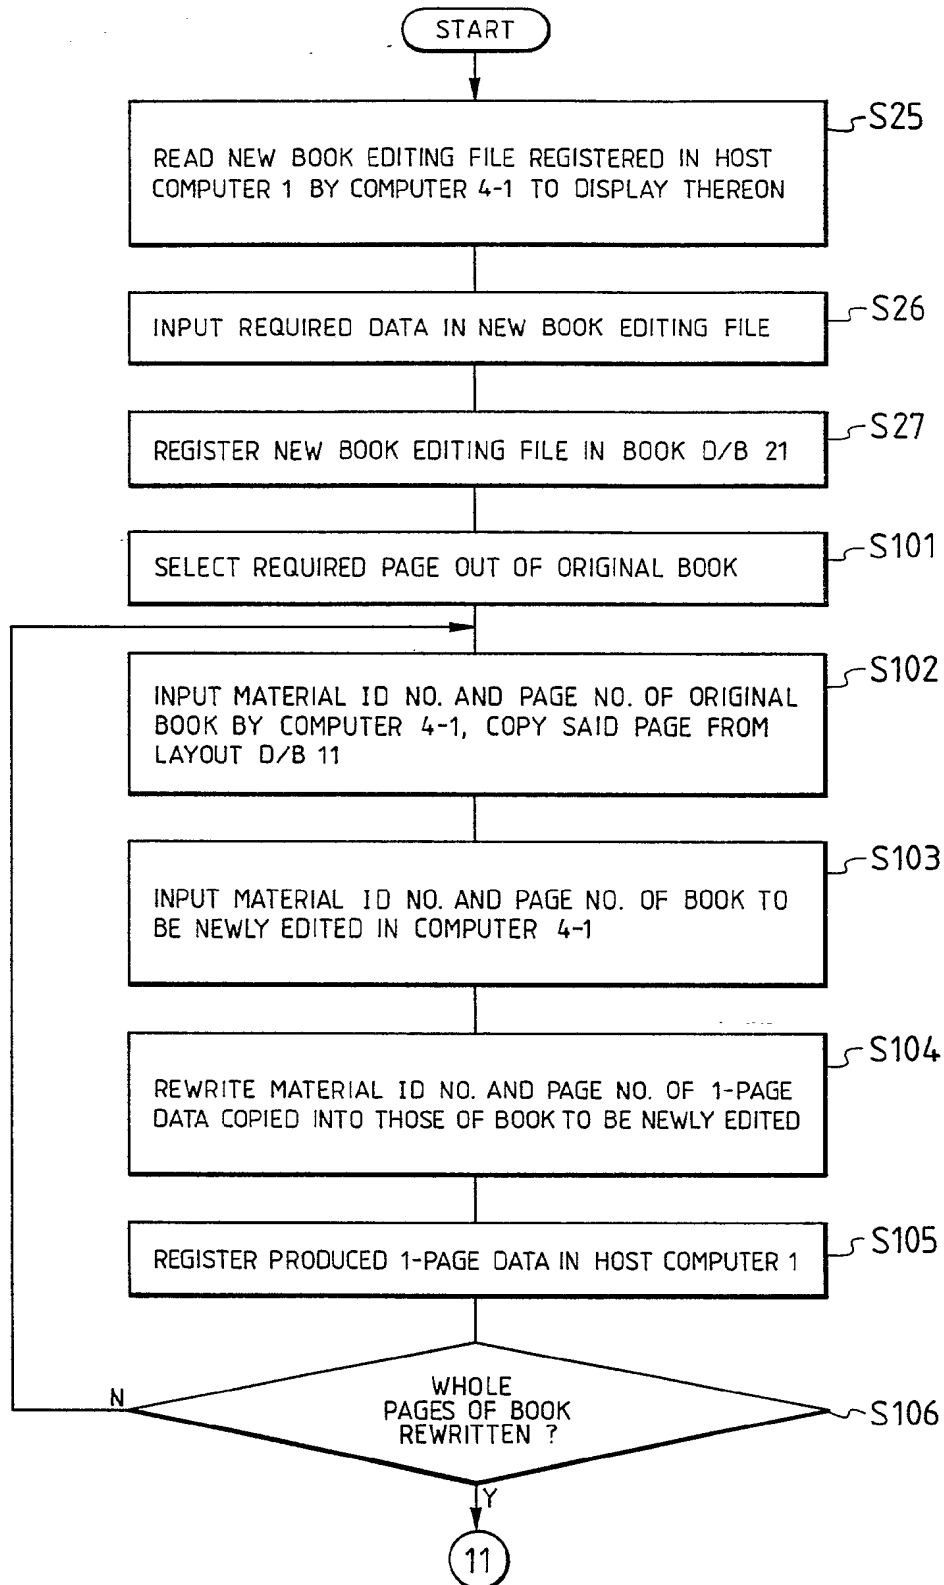 START
S25
READ NEW BOOK EDITING FILE REGISTERED IN HOST
COMPUTER 1 BY COMPUTER 4-1 TO DISPLAY THEREON
S26
INPUT REQUIRED DATA IN NEW BOOK EDITING FILE
S27
REGISTER NEW BOOK EDITING FILE IN BOOK D/B 21
S101
SELECT REQUIRED PAGE OUT OF ORIGINAL BOOK
S102
INPUT MATERIAL ID NO. AND PAGE NO. OF ORIGINAL
BOOK BY COMPUTER 4-1, COPY SAID PAGE FROM
LAYOUT D/B 11
S103
INPUT MATERIAL ID NO. AND PAGE NO. OF BOOK TO
BE NEWLY EDITED IN COMPUTER 4-1
S104
REWRITE MATERIAL ID NO. AND PAGE NO. OF 1-PAGE
DATA COPIED INTO THOSE OF BOOK TO BE NEWLY EDITED
S105
REGISTER PRODUCED 1-PAGE DATA IN HOST COMPUTER 1
N
WHOLE
PAGES OF BOOK
REWRITTEN ?
S106
Y
11